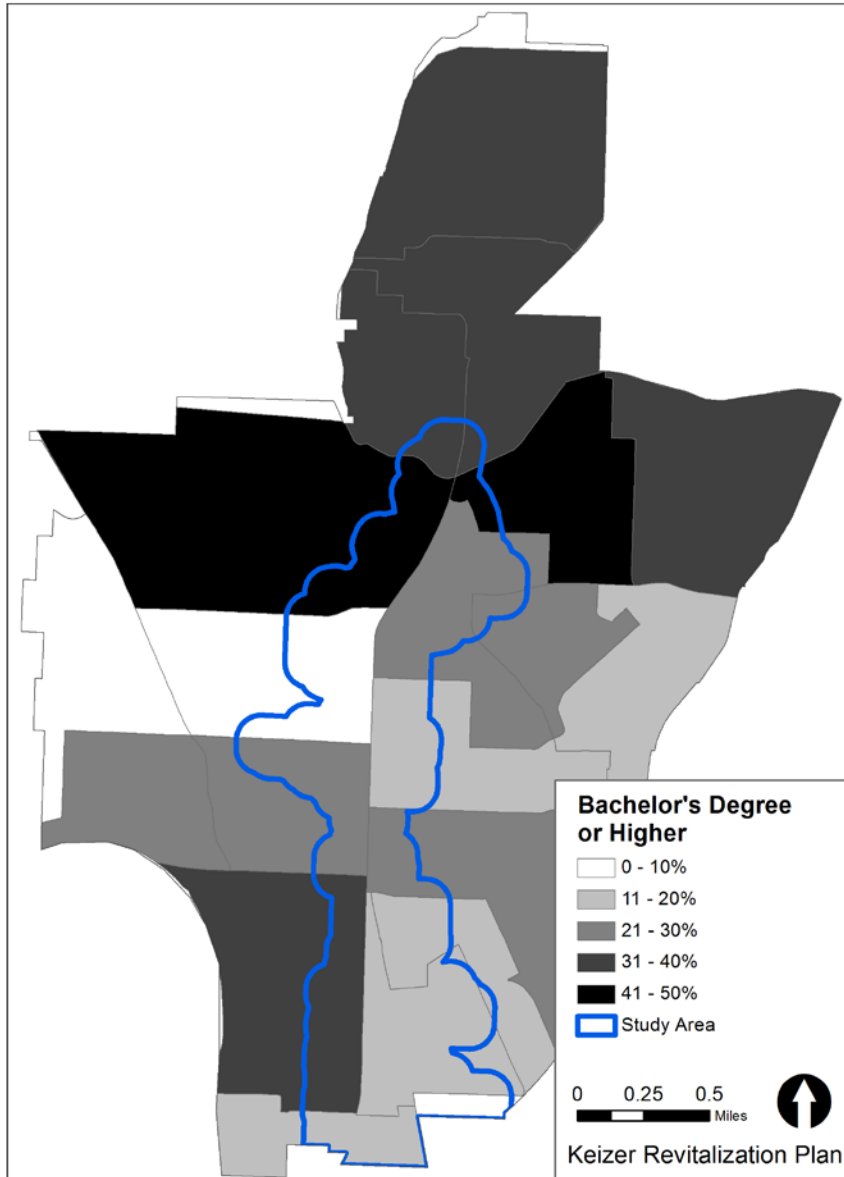 Bachelor's Degree
or Higher
0 - 10%
11 - 20%
21 - 30%
31 - 40%
41 - 50%
Study Area
0 0.25 0.5
Miles
Keizer Revitalization Plan